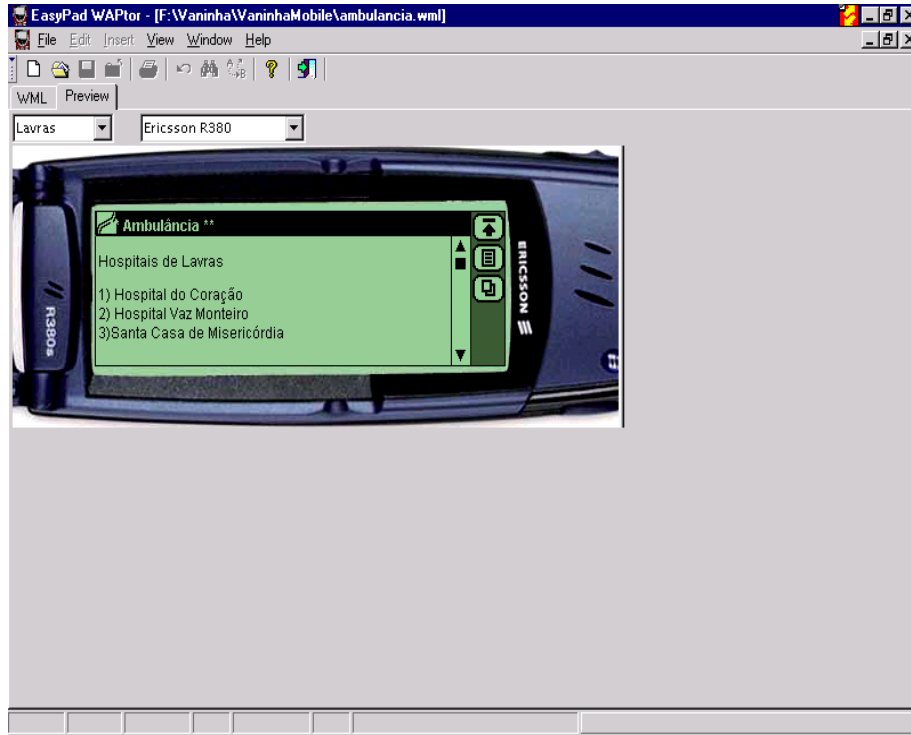 EasyPad WAPtor - [F:\Vaninha\VaninhaMobile\ambulancia.wml]
File Edit Insert View Window Help
WML Preview
Lavras Ericsson R380
Ambulância **
Hospitais de Lavras
1) Hospital do Coração
2) Hospital Vaz Monteiro
3)Santa Casa de Misericórdia
ERICSSON
R380s